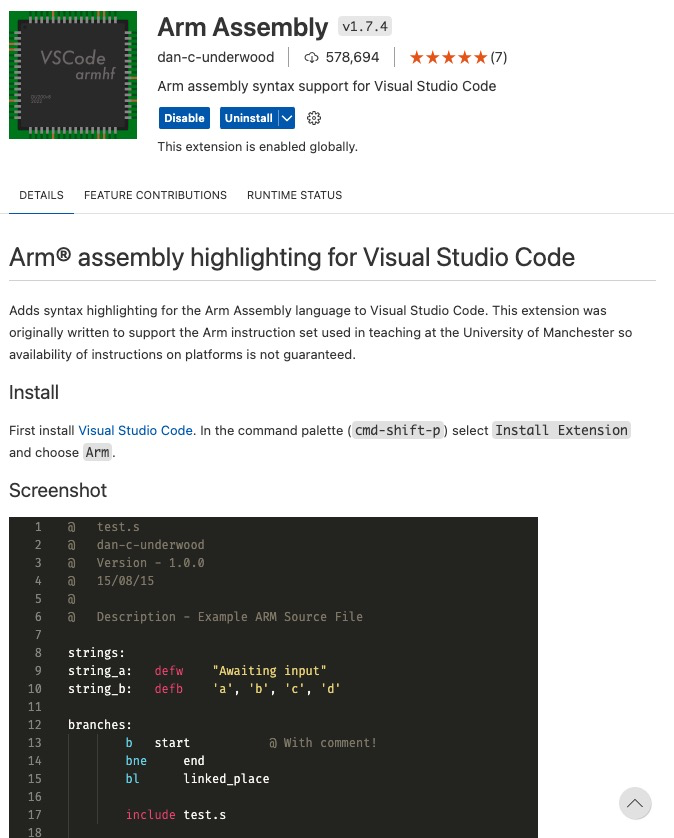 VSCode
armhf
Arm Assembly v1.7.4
dan-c-underwood 578,694 (7)
Arm assembly syntax support for Visual Studio Code
Disable Uninstall
This extension is enabled globally.
DETAILS FEATURE CONTRIBUTIONS RUNTIME STATUS
Arm® assembly highlighting for Visual Studio Code
Adds syntax highlighting for the Arm Assembly language to Visual Studio Code. This extension was
originally written to support the Arm instruction set used in teaching at the University of Manchester so
availability of instructions on platforms is not guaranteed.
Install
First install Visual Studio Code. In the command palette (cmd-shift-p) select Install Extension
and choose Arm.
Screenshot
1 @ test.s
2 @ dan-c-underwood
3 @ Version - 1.0.0
4 @ 15/08/15
5 @
6 @ Description - Example ARM Source File
7
8 strings:
9 string_a: defw "Awaiting input"
10 string_b: defb 'a', 'b', 'c', 'd'
11
12 branches:
13 b start @ With comment!
14 bne end
15 bl linked_place
16
17 include test.s
18